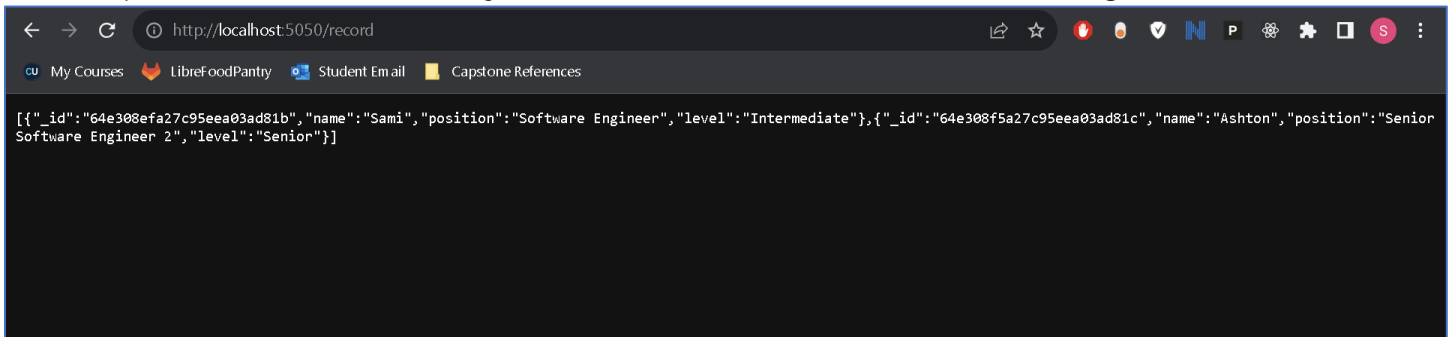 http://localhost:5050/record
P
S
CU My Courses LibreFoodPantry Student Email Capstone References
[{"_id":"64e308efa27c95eea03ad81b","name":"Sami","position":"Software Engineer","level":"Intermediate"},{"_id":"64e308f5a27c95eea03ad81c","name":"Ashton","position":"Senior
Software Engineer 2","level":"Senior"}]